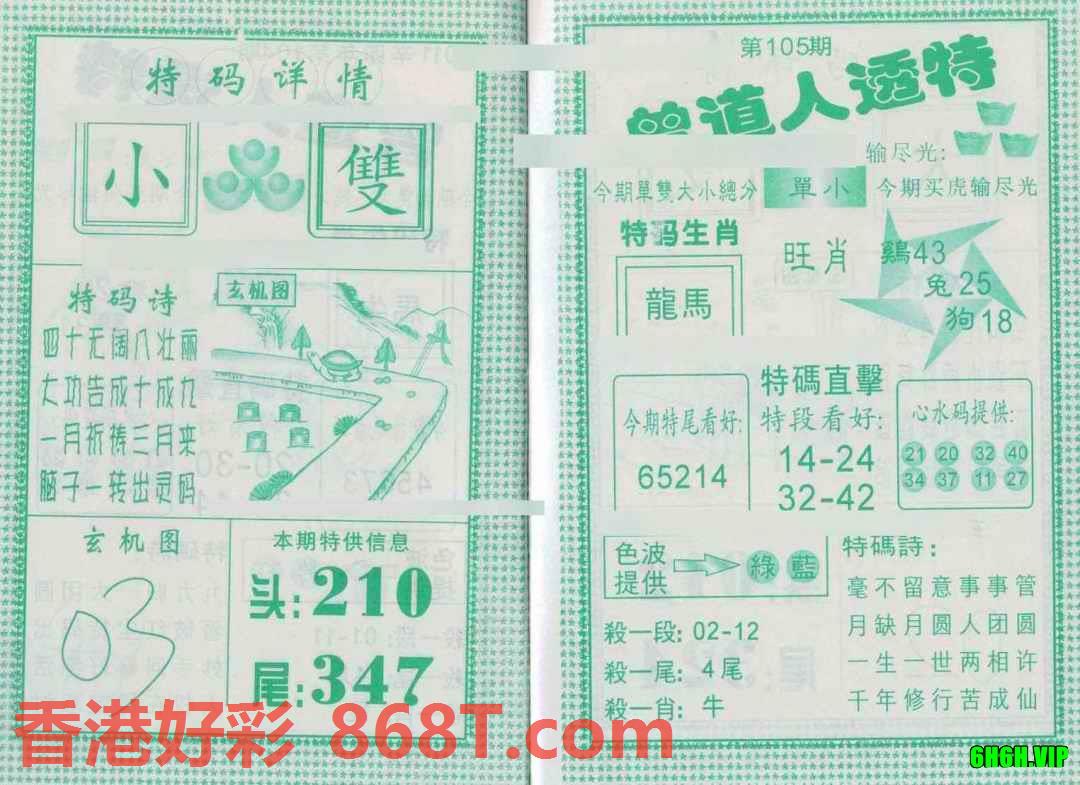 特码详情
小 雙
特码诗
玄机图
四十无阔八壮丽
大功告成十成九
一月祈祷三月来
脑子一转出灵码
玄机图
本期特供信息
头:210
尾:347
第105期
曾道人透特
输尽光:
今期單雙大小總分 單小 今期买虎输尽光
特码生肖
龍馬
旺肖
鷄43
兔25
狗18
今期特尾看好:
65214
特碼直擊
特段看好:
14-24
32-42
心水码提供:
21 20 32 40
34 37 11 27
色波
提供
綠 藍
殺一段: 02-12
殺一尾: 4尾
殺一肖: 牛
特碼詩:
毫不留意事事管
月缺月圆人团圆
一生一世两相许
千年修行苦成仙
香港好彩 868T.com
6H6H.VIP